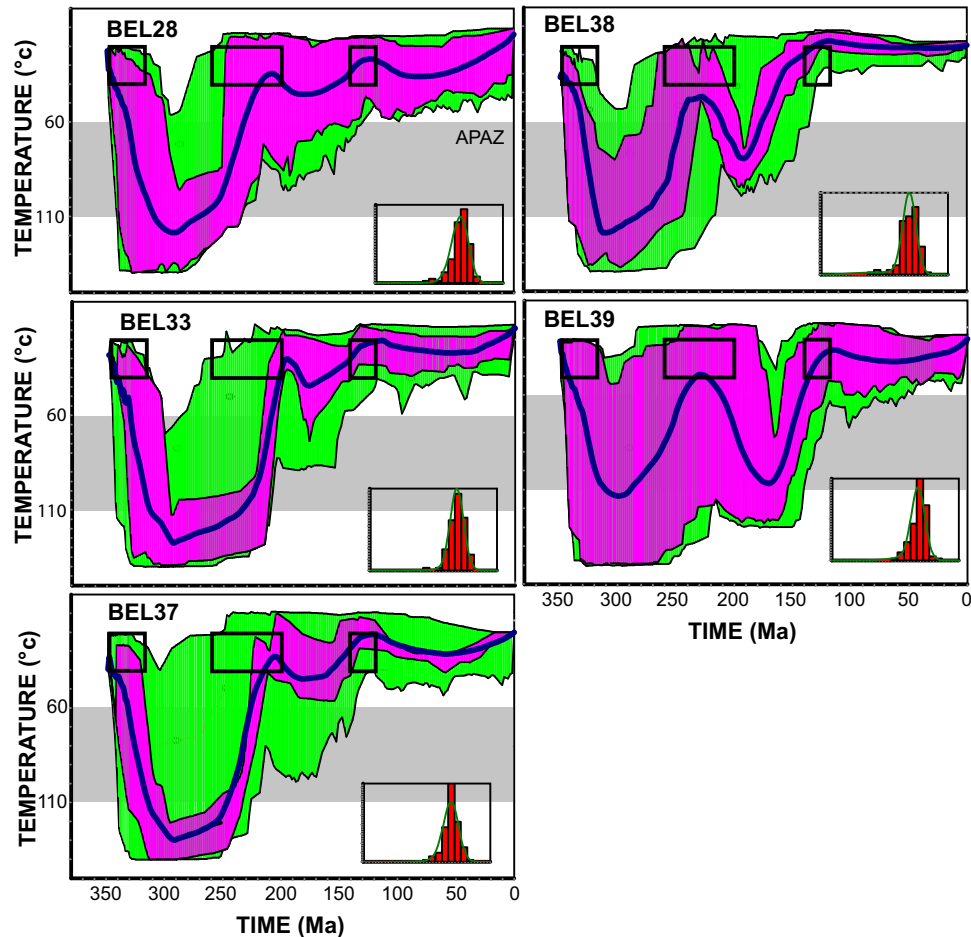 BEL28
TEMPERATURE (°c)
60
110
APAZ
BEL38
BEL33
TEMPERATURE (°c)
60
110
BEL39
350 300 250 200 150 100 50 0
TIME (Ma)
BEL37
TEMPERATURE (°c)
60
110
350 300 250 200 150 100 50 0
TIME (Ma)